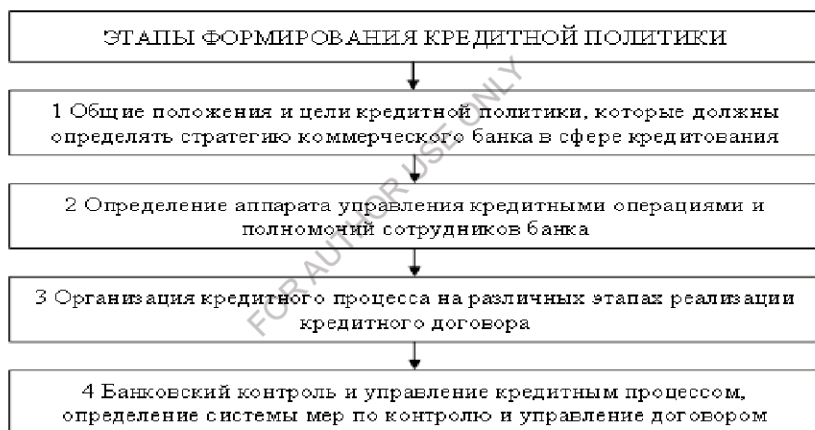 ЭТАПЫ ФОРМИРОВАНИЯ КРЕДИТНОЙ ПОЛИТИКИ
1 Общие положения и цели кредитной политики, которые должны
определять стратегию коммерческого банка в сфере кредитования
2 Определение аппарата управления кредитными операциями и
полномочий сотрудников банка
3 Организация кредитного процесса на различных этапах реализации
кредитного договора
4 Банковский контроль и управление кредитным процессом,
определение системы мер по контролю и управление договором
FOR AUTHOR USE ONLY